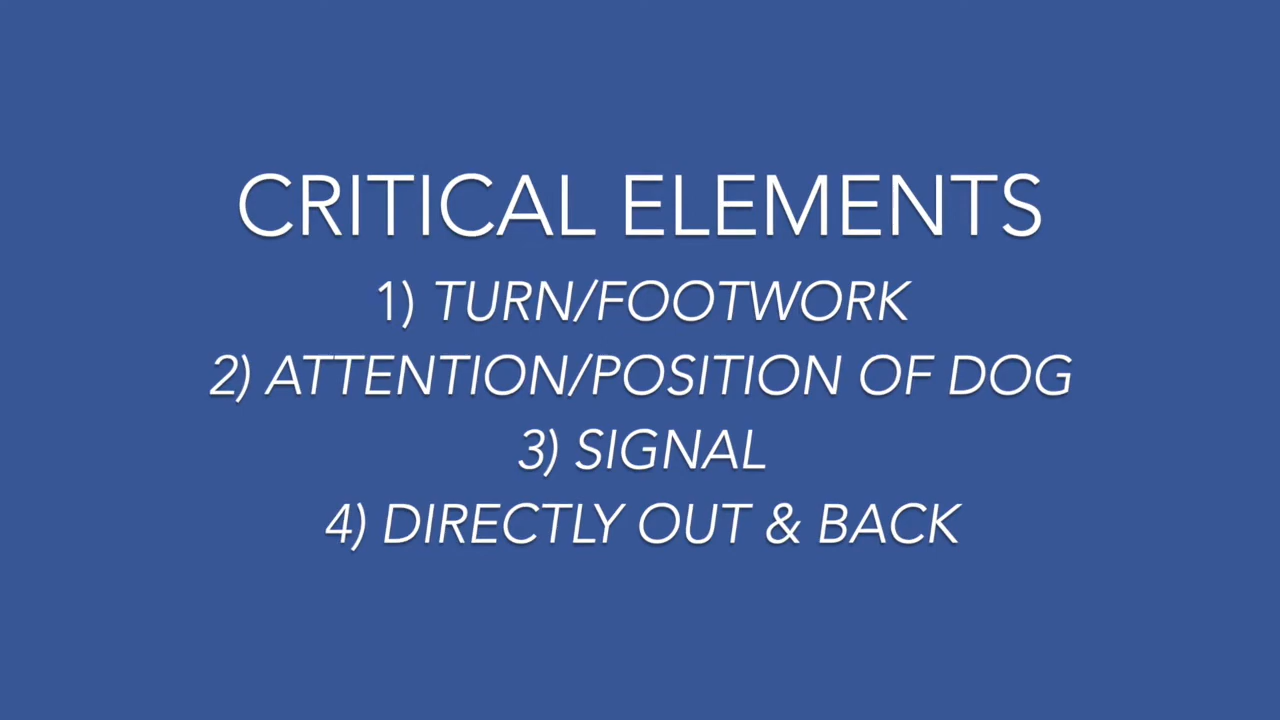 CRITICAL ELEMENTS
1) TURN/FOOTWORK
2) ATTENTION/POSITION OF DOG
3) SIGNAL
4) DIRECTLY OUT & BACK